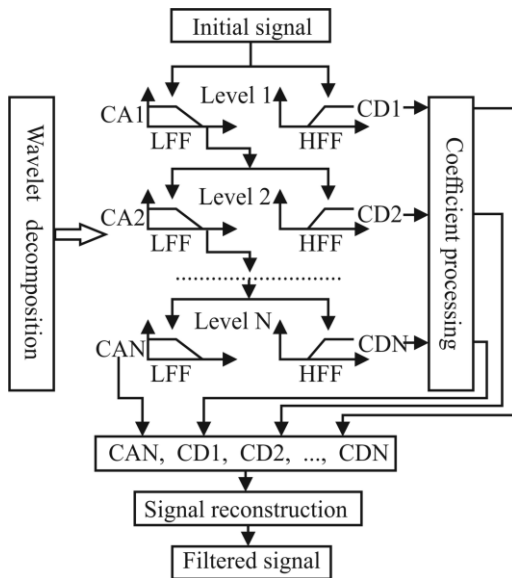 Initial signal
Level 1
CA1
CD1
LFF
HFF
Level 2
CA2
CD2
LFF
HFF
Level N
CAN
CDN
LFF
HFF
Wavelet decomposition
Coefficient processing
CAN, CD1, CD2, ..., CDN
Signal reconstruction
Filtered signal